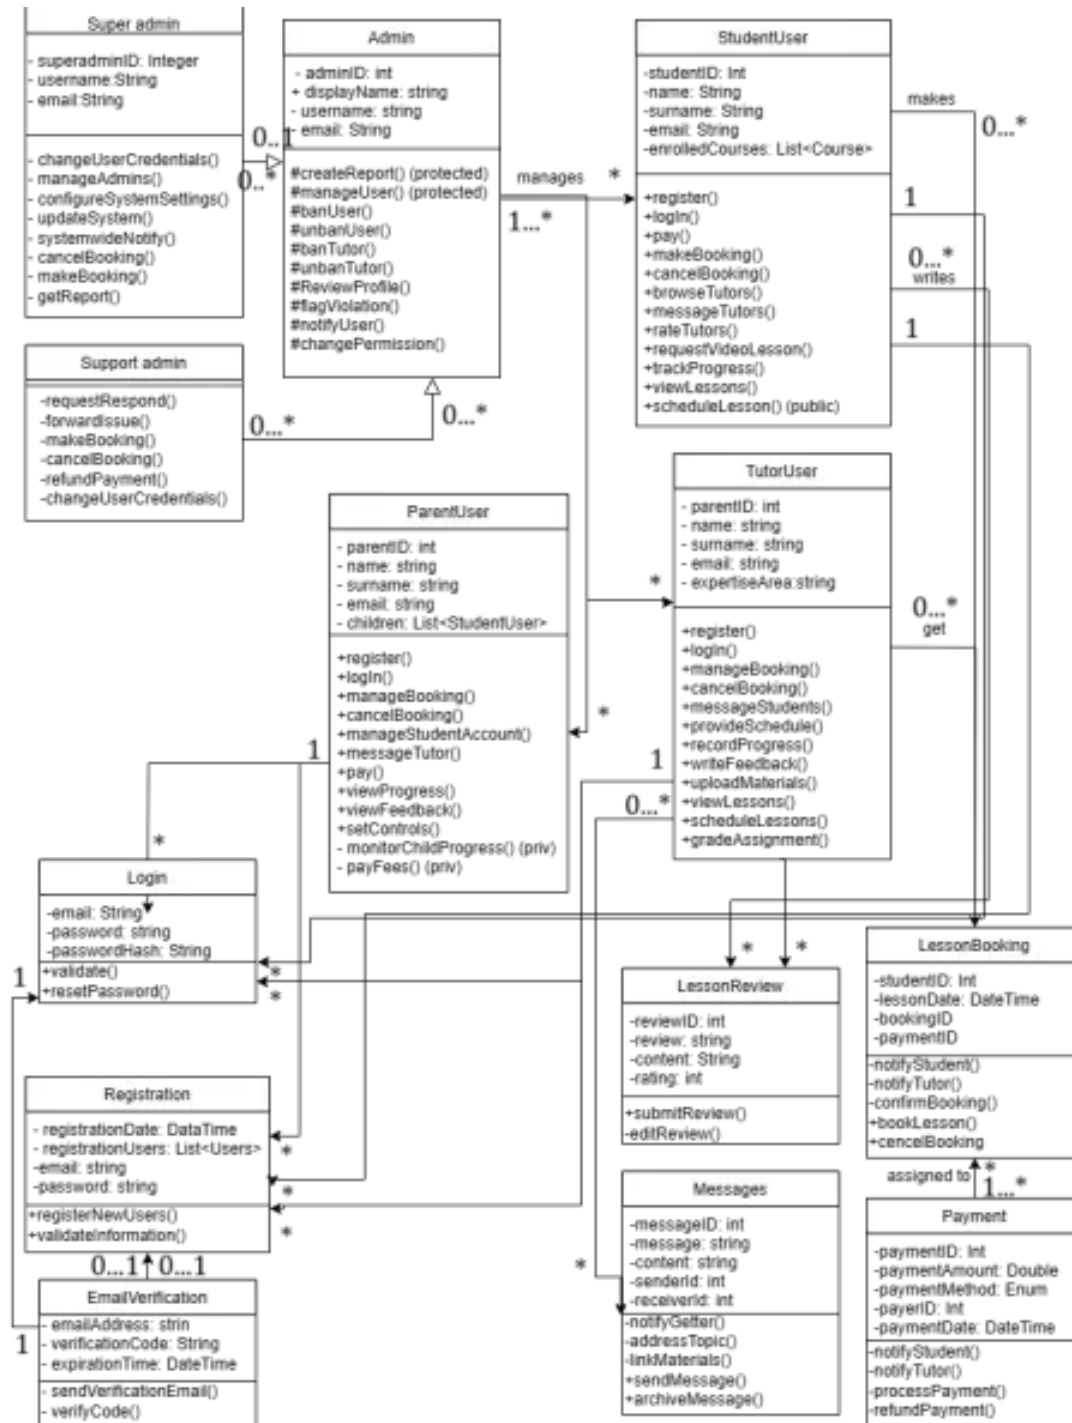 Super admin
- superadminID: Integer
- username:String
- email:String
- changeUserCredentials()
- manageAdmins()
- configureSystemSettings()
- updateSystem()
- systemwideNotify()
- cancelBooking()
- makeBooking()
- getReport()
0..1
0..*
Admin
- adminID: int
+ displayName: string
- username: string
- email: String
#createReport() (protected)
#manageUser() (protected)
#banUser()
#unbanUser()
#banTutor()
#unbanTutor()
#ReviewProfile()
#flagViolation()
#notifyUser()
#changePermission()
manages
*
1...*
StudentUser
-studentID: Int
-name: String
-surname: String
-email: String
-enrolledCourses: List<Course>
+register()
+logIn()
+pay()
+makeBooking()
+cancelBooking()
+browseTutors()
+messageTutors()
+rateTutors()
+requestVideoLesson()
+trackProgress()
+viewLessons()
+scheduleLesson() (public)
makes
0...*
1
0...*
writes
1
Support admin
-requestRespond()
-forwardIssue()
-makeBooking()
-cancelBooking()
-refundPayment()
-changeUserCredentials()
0...*
0...*
ParentUser
- parentID: int
- name: string
- surname: string
- email: string
- children: List<StudentUser>
+register()
+logIn()
+manageBooking()
+cancelBooking()
+manageStudentAccount()
+messageTutor()
+pay()
+viewProgress()
+viewFeedback()
+setControls()
- monitorChildProgress() (priv)
- payFees() (priv)
1
*
*
*
TutorUser
- parentID: int
- name: string
- surname: string
- email: string
- expertiseArea:string
+register()
+logIn()
+manageBooking()
+cancelBooking()
+messageStudents()
+provideSchedule()
+recordProgress()
+writeFeedback()
+uploadMaterials()
+viewLessons()
+scheduleLessons()
+gradeAssignment()
0...*
get
1
0...*
Login
-email: String
-password: string
-passwordHash: String
+validate()
+resetPassword()
1
*
*
*
*
LessonReview
-reviewID: int
-review: string
-content: String
-rating: int
+submitReview()
-editReview()
LessonBooking
-studentID: Int
-lessonDate: DateTime
-bookingID
-paymentID
-notifyStudent()
-notifyTutor()
-confirmBooking()
+bookLesson()
+cencelBooking
Registration
- registrationDate: DataTime
- registrationUsers: List<Users>
-email: string
-password: string
+registerNewUsers()
+validateInformation()
*
*
*
0...1
0...1
assigned to
*
1...*
Messages
-messageID: int
-message: string
-content: string
-senderId: int
-receiverId: int
-notifyGetter()
-addressTopic()
-linkMaterials()
+sendMessage()
+archiveMessage()
*
Payment
-paymentID: Int
-paymentAmount: Double
-paymentMethod: Enum
-payerID: Int
-paymentDate: DateTime
-notifyStudent()
-notifyTutor()
-processPayment()
-refundPayment()
EmailVerification
- emailAddress: strin
- verificationCode: String
- expirationTime: DateTime
- sendVerificationEmail()
- verifyCode()
1